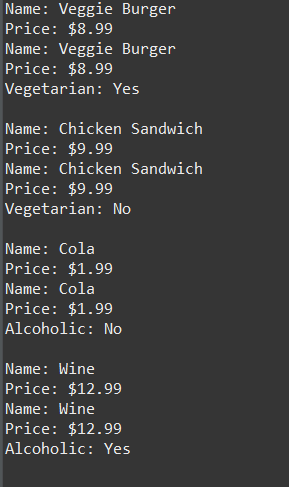 Name: Veggie Burger
Price: $8.99
Name: Veggie Burger
Price: $8.99
Vegetarian: Yes

Name: Chicken Sandwich
Price: $9.99
Name: Chicken Sandwich
Price: $9.99
Vegetarian: No

Name: Cola
Price: $1.99
Name: Cola
Price: $1.99
Alcoholic: No

Name: Wine
Price: $12.99
Name: Wine
Price: $12.99
Alcoholic: Yes